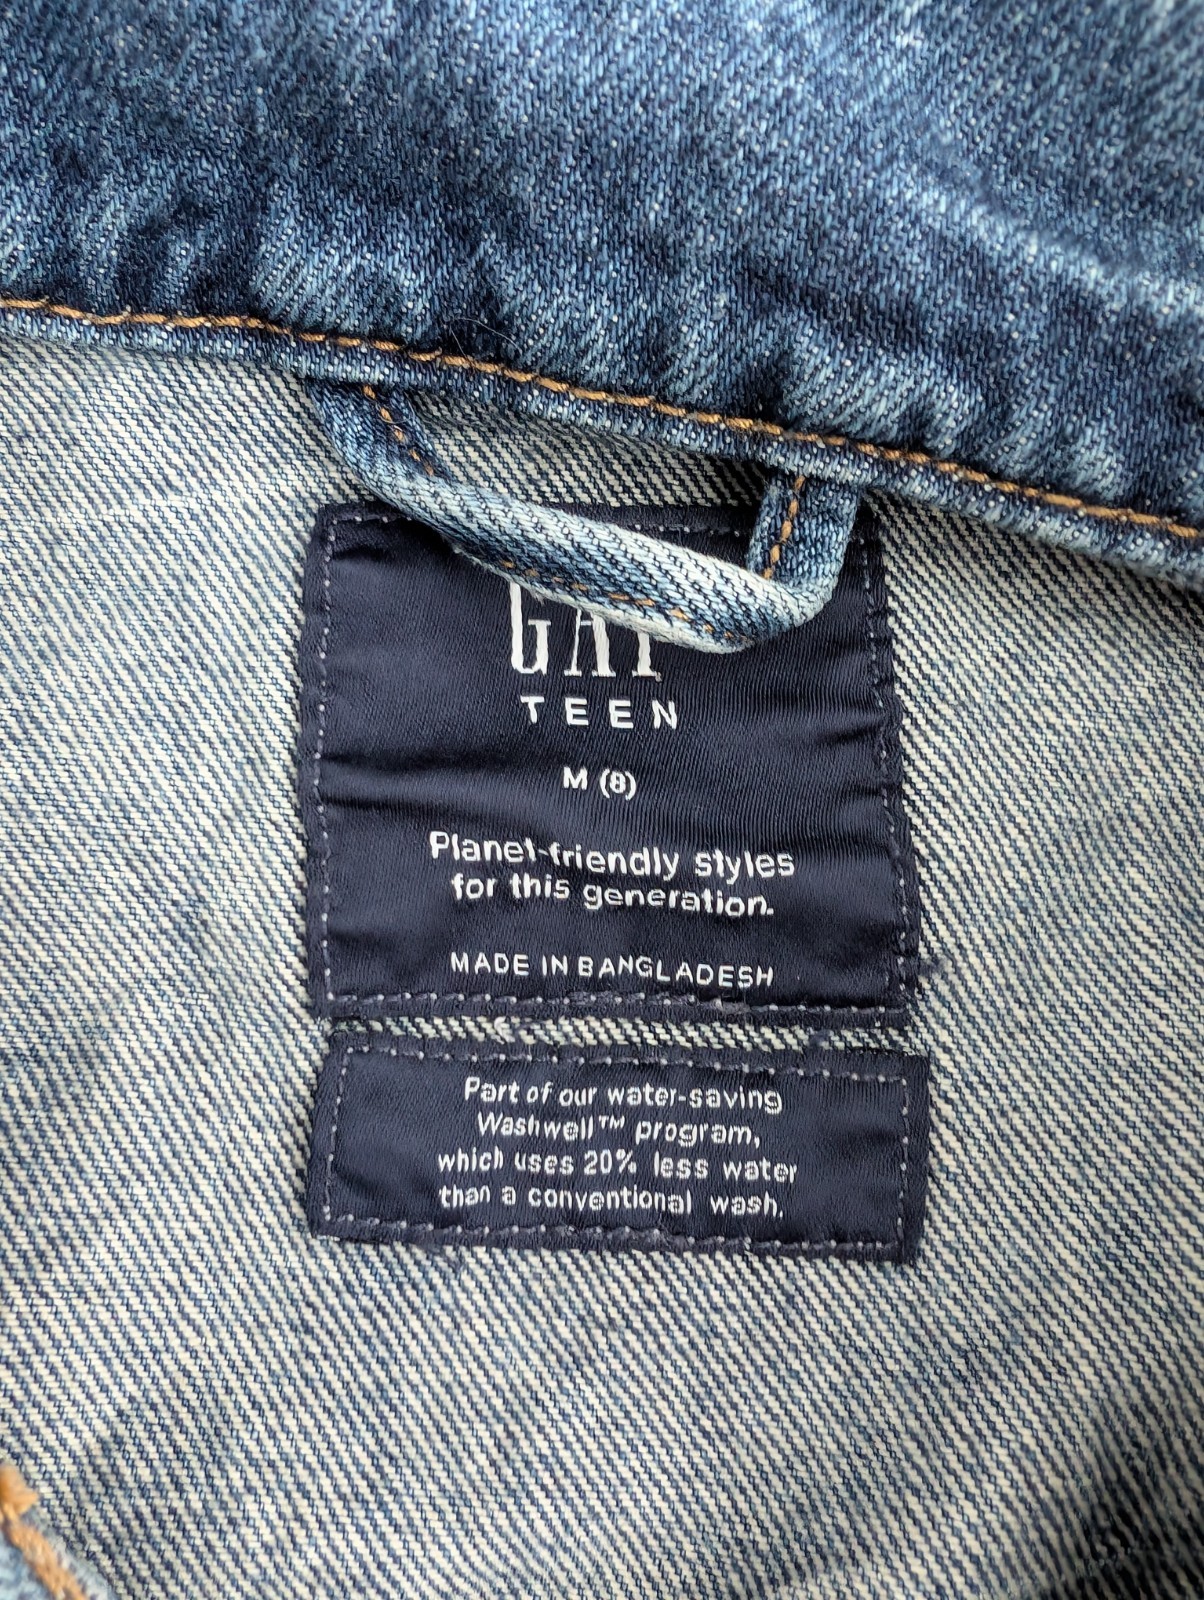 GAP
TEEN
M (8)
Planet-friendly styles
for this generation.
MADE IN BANGLADESH
Part of our water-saving
Washwell™ program,
which uses 20% less water
than a conventional wash.